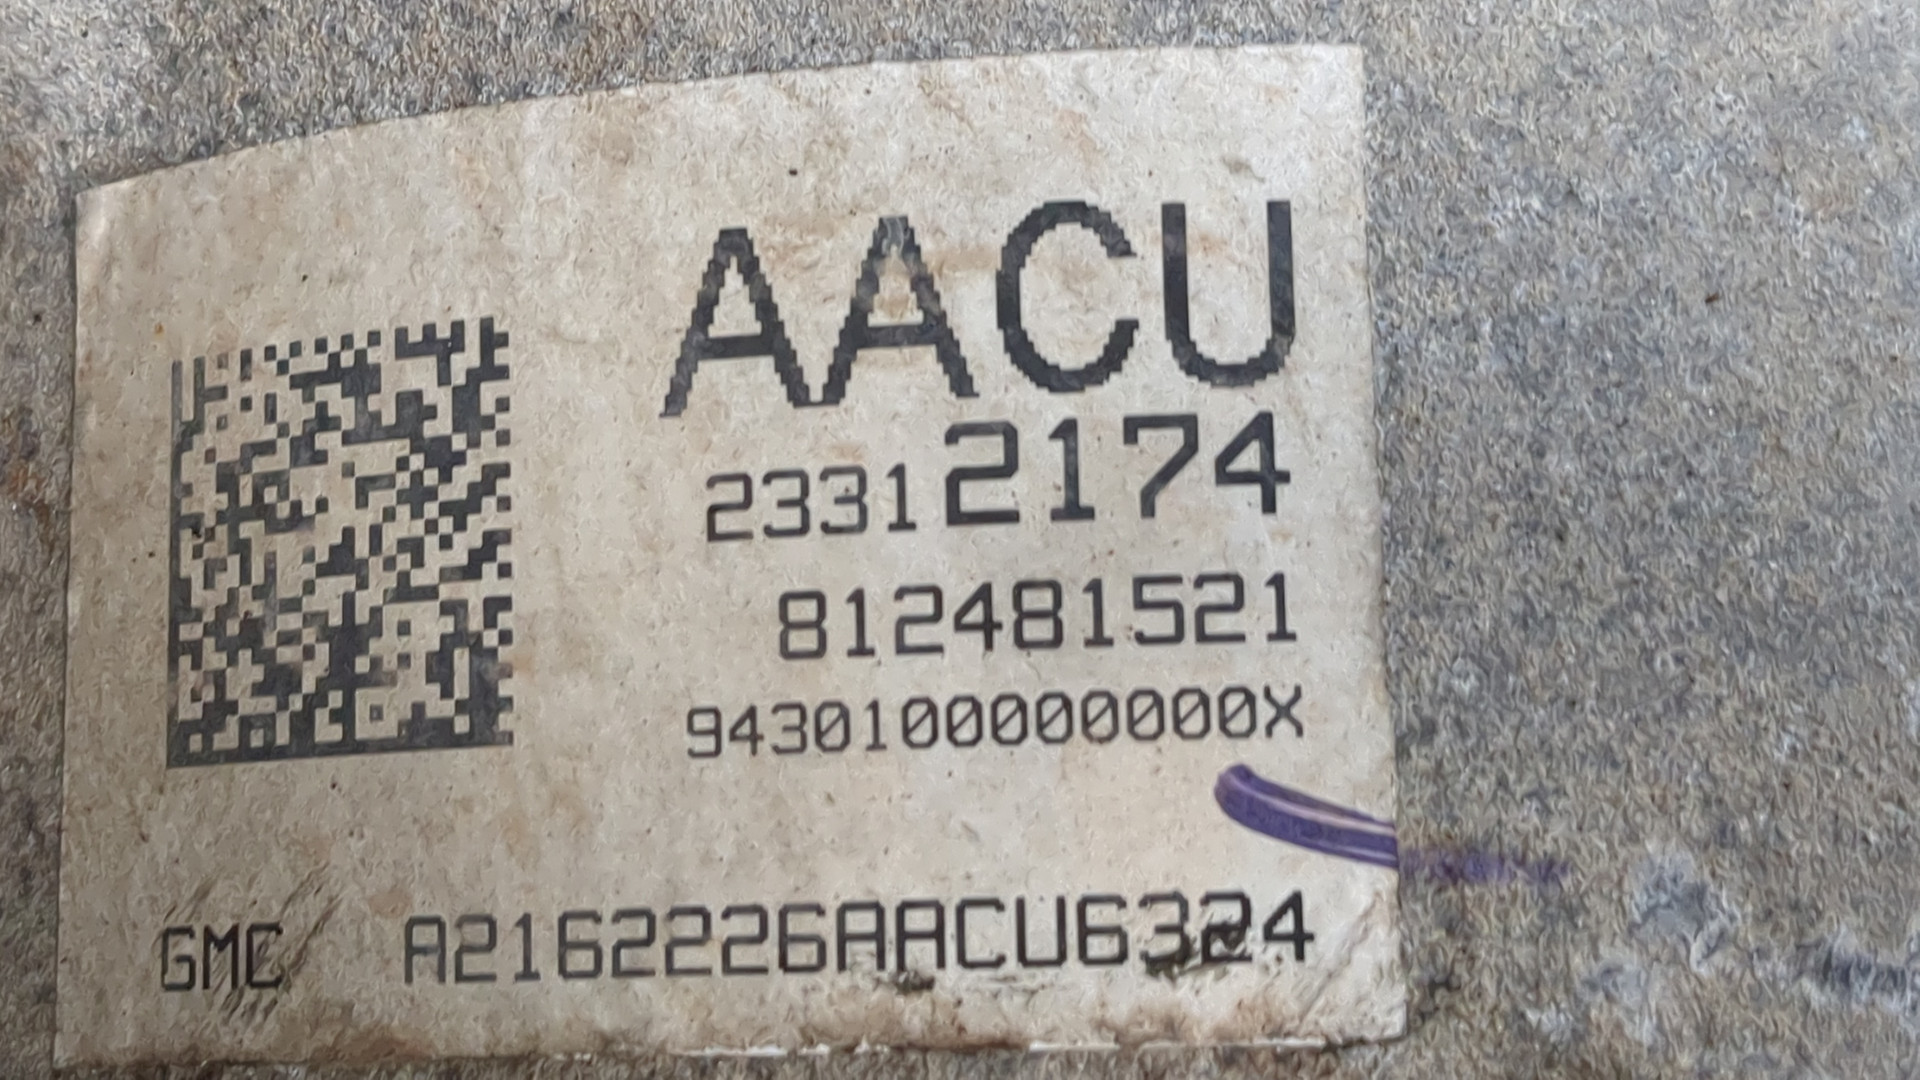 AACU
23312174
812481521
94301000000000X
GMC A2162226AACU6324